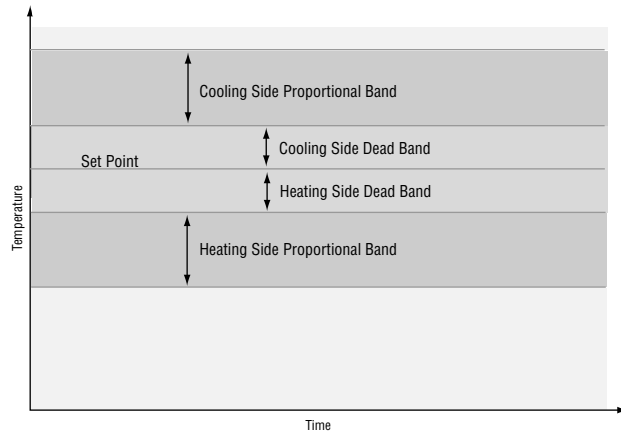 Cooling Side Proportional Band
Cooling Side Dead Band
Set Point
Heating Side Dead Band
Heating Side Proportional Band
Temperature
Time